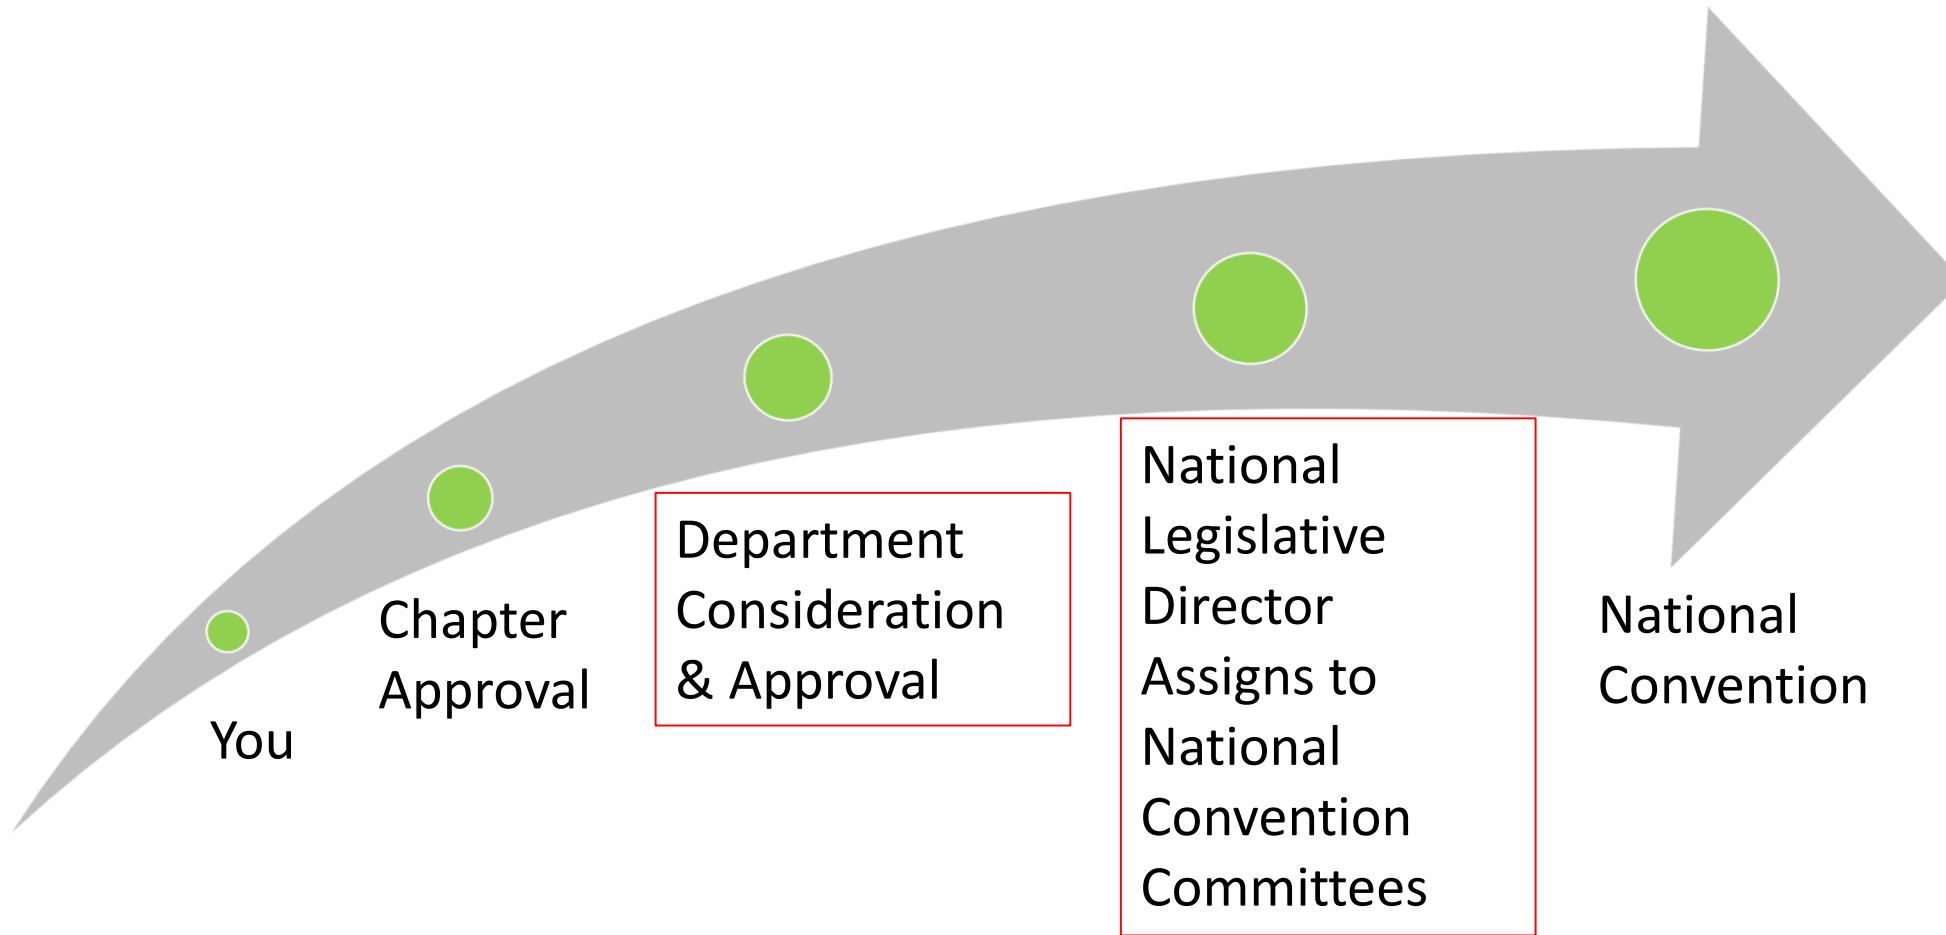 You
Chapter
Approval
Department
Consideration
& Approval
National
Legislative
Director
Assigns to
National
Convention
Committees
National
Convention